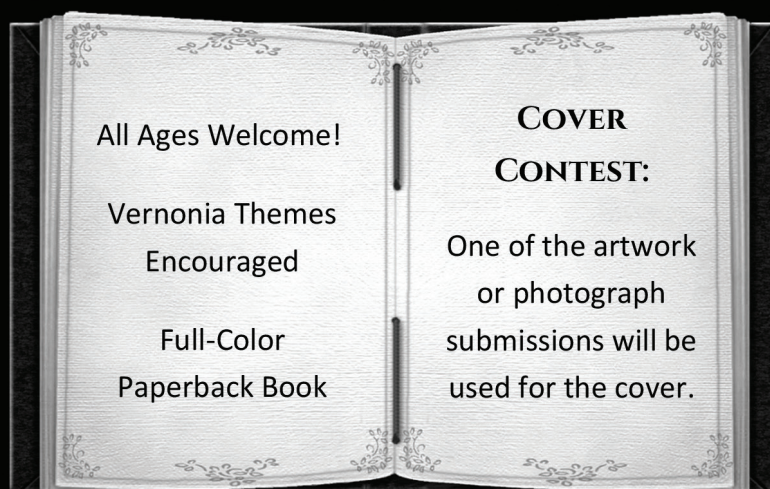 All Ages Welcome!
Vernonia Themes
Encouraged
Full-Color
Paperback Book
Cover
Contest:
One of the artwork
or photograph
submissions will be
used for the cover.